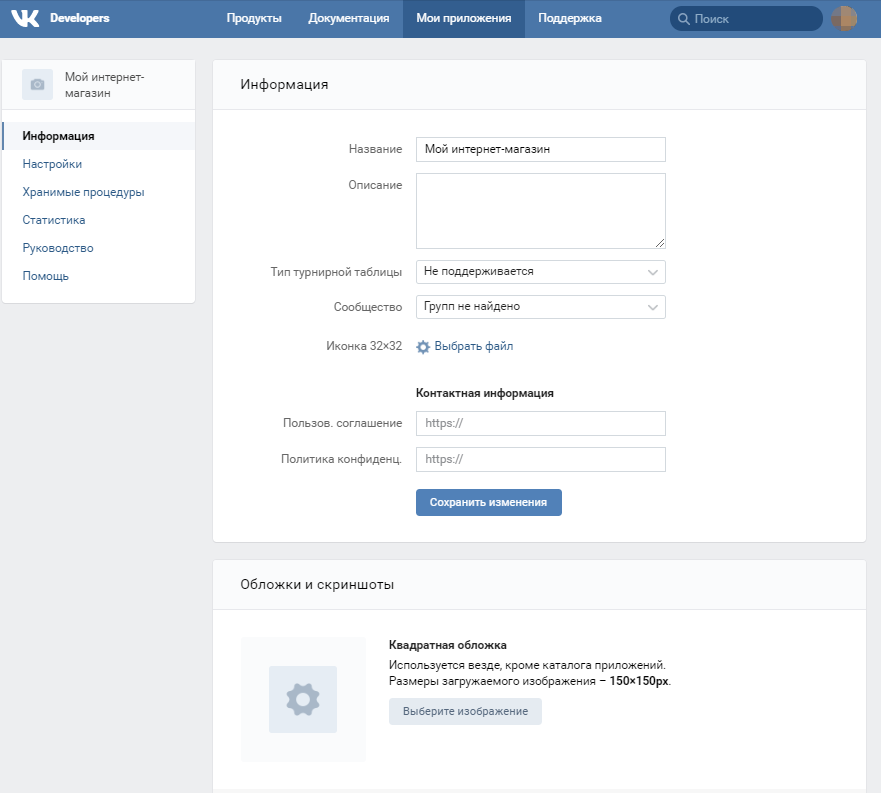 VK Developers Продукты Документация Мои приложения Поддержка Поиск
Мой интернет-
магазин
Информация
Настройки
Хранимые процедуры
Статистика
Руководство
Помощь
Информация
Название Мой интернет-магазин
Описание
Тип турнирной таблицы Не поддерживается
Сообщество Групп не найдено
Иконка 32×32 Выбрать файл
Контактная информация
Пользов. соглашение https://
Политика конфиденц. https://
Сохранить изменения
Обложки и скриншоты
Квадратная обложка
Используется везде, кроме каталога приложений.
Размеры загружаемого изображения – 150×150px.
Выберите изображение